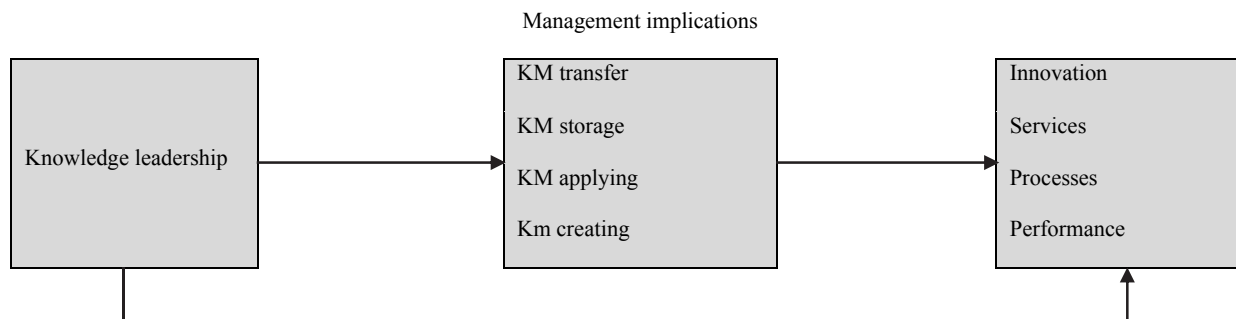 Management implications
Knowledge leadership
KM transfer
KM storage
KM applying
Km creating
Innovation
Services
Processes
Performance